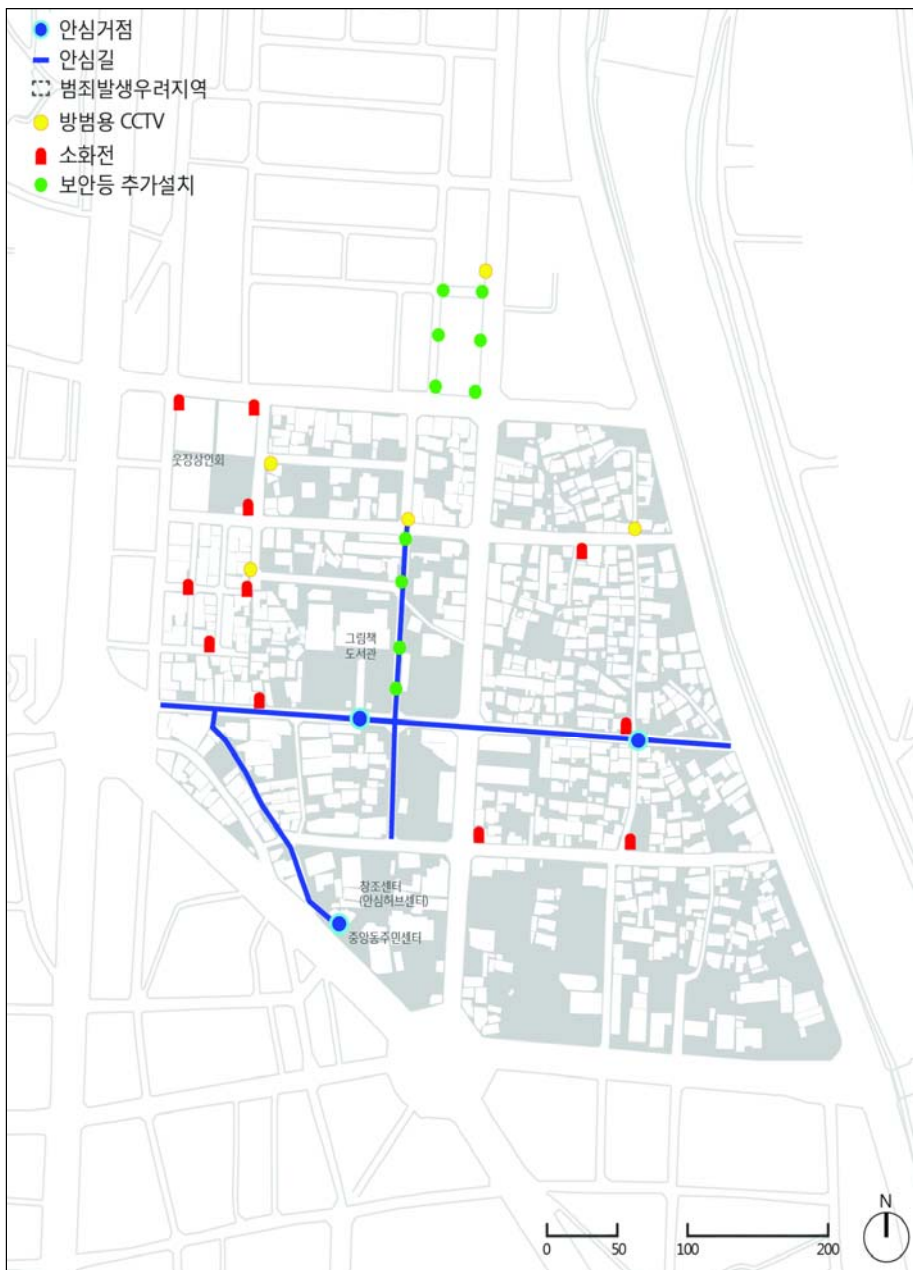 안심거점
안심길
범죄발생우려지역
방범용 CCTV
소화전
보안등 추가설치
웃장상인회
그림책
도서관
창조센터
(안심허브센터)
중앙동주민센터
N
0 50 100 200